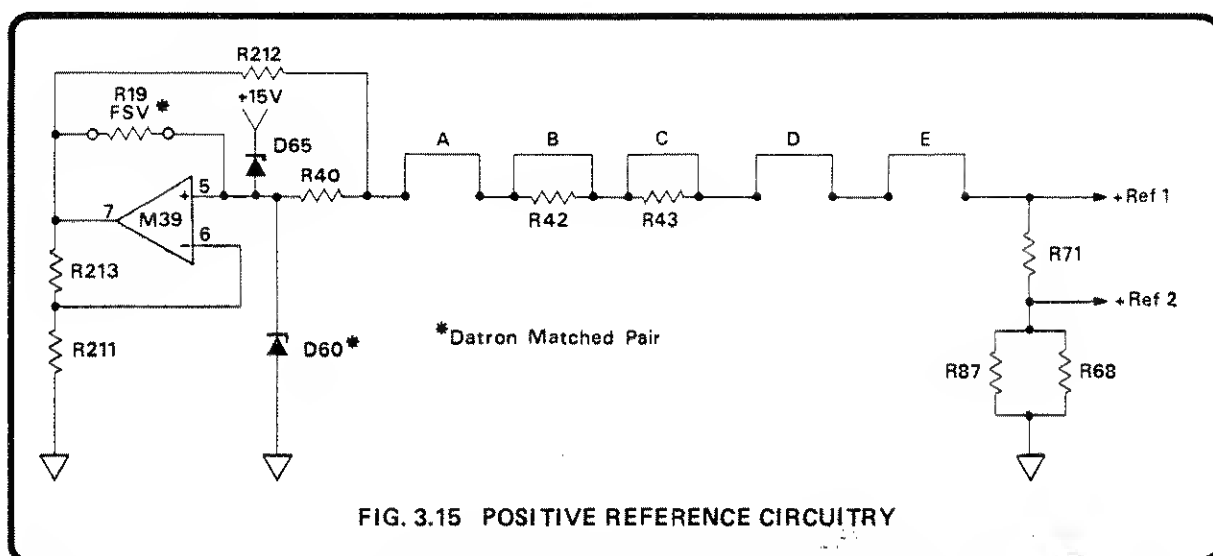 R212
+15V
R19
FSV *
D65
A
B
C
D
E
5
R40
+ Ref 1
7
M39
+
R42
R43
6
−
R71
R213
+ Ref 2
R211
D60*
*Datron Matched Pair
R87
R68
FIG. 3.15 POSITIVE REFERENCE CIRCUITRY